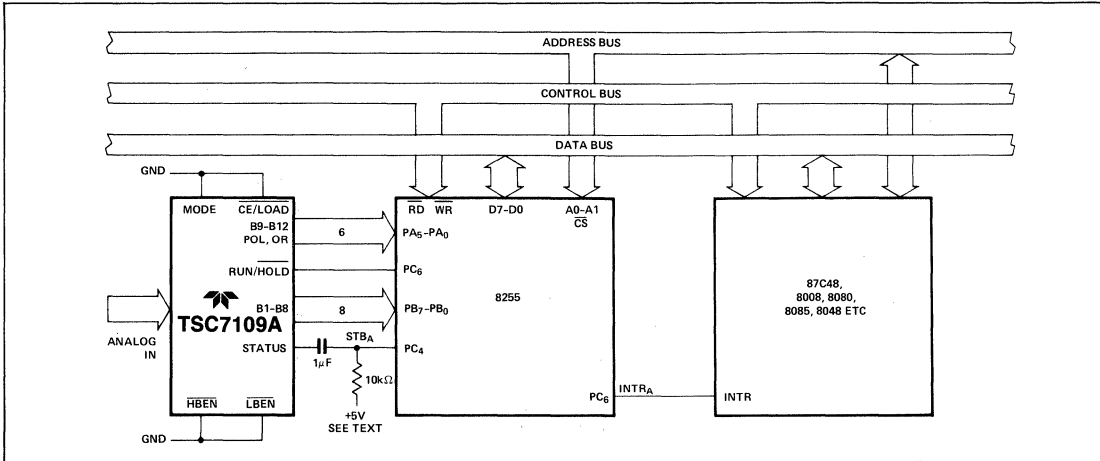 ADDRESS BUS
CONTROL BUS
DATA BUS
GND
MODE
CE/LOAD
B9-B12
POL, OR
RUN/HOLD
B1-B8
TSC7109A
STATUS
HBEN
LBEN
GND
ANALOG
IN
6
8
1µF
STBA
10kΩ
+5V
SEE TEXT
RD
WR
D7-D0
A0-A1
CS
PA5-PA0
PC6
8255
PB7-PB0
PC4
PC6
INTRA
INTR
87C48,
8008, 8080,
8085, 8048 ETC